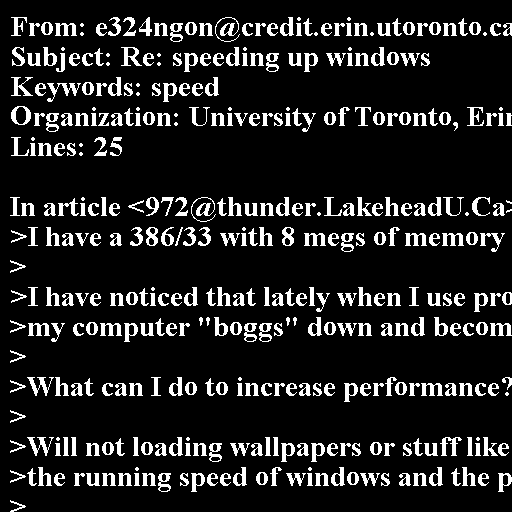 From: e324ngon@credit.erin.utoronto.ca
Subject: Re: speeding up windows
Keywords: speed
Organization: University of Toronto, Erin
Lines: 25

In article <972@thunder.LakeheadU.Ca>
>I have a 386/33 with 8 megs of memory
>
>I have noticed that lately when I use pro
>my computer "boggs" down and becom
>
>What can I do to increase performance?
>
>Will not loading wallpapers or stuff like
>the running speed of windows and the p
>